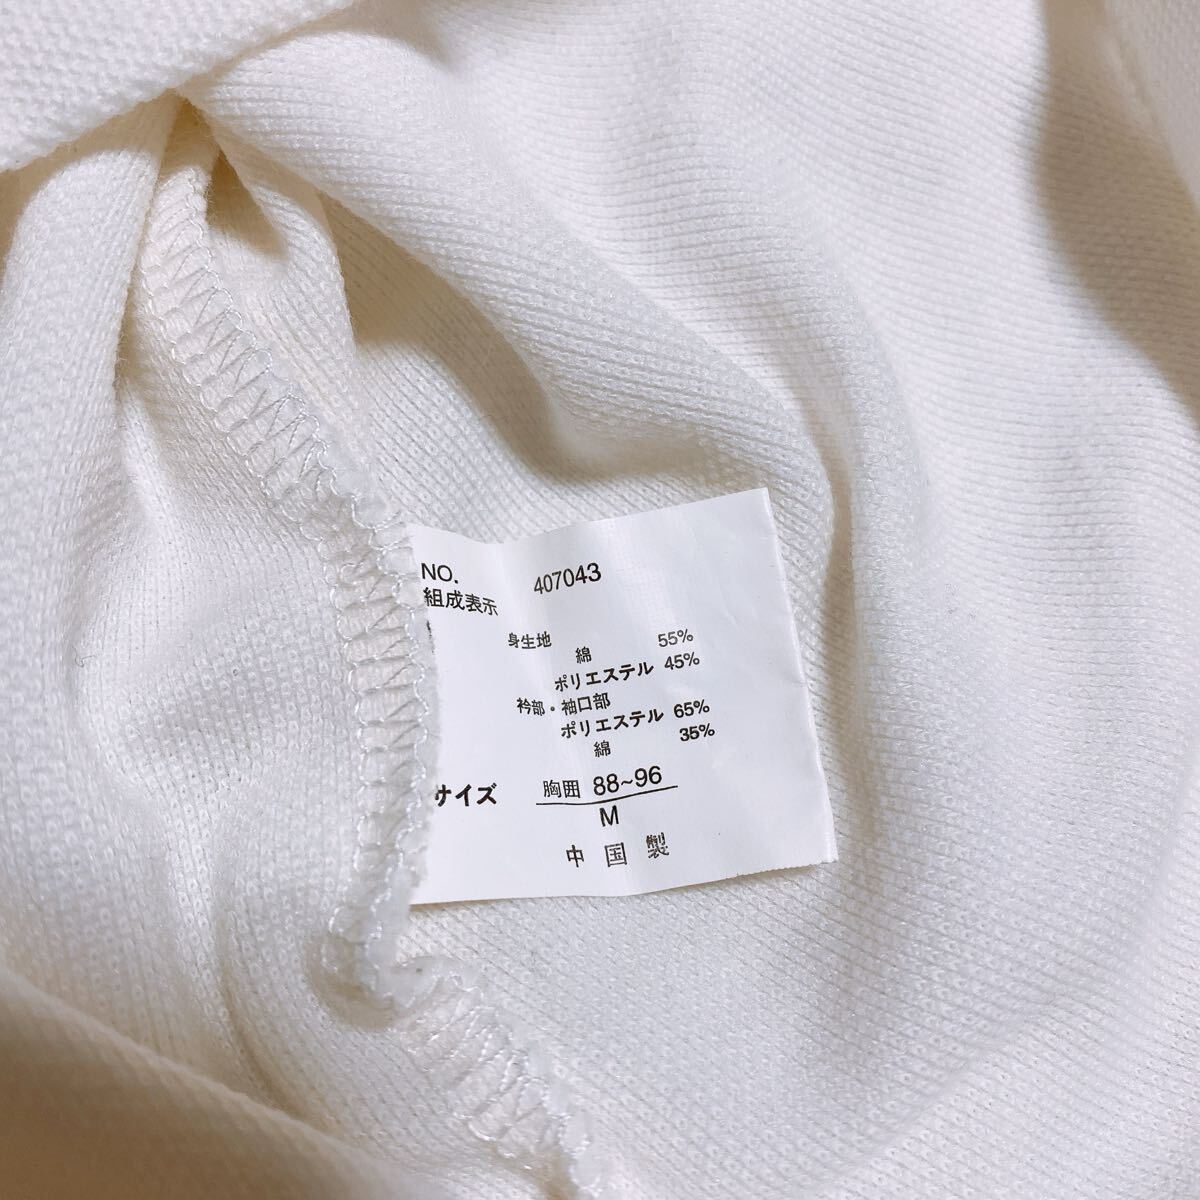 NO. 407043
組成表示
身生地
綿 55%
ポリエステル 45%
衿部・袖口部
ポリエステル 65%
綿 35%
サイズ 胸囲 88~96
M
中国製